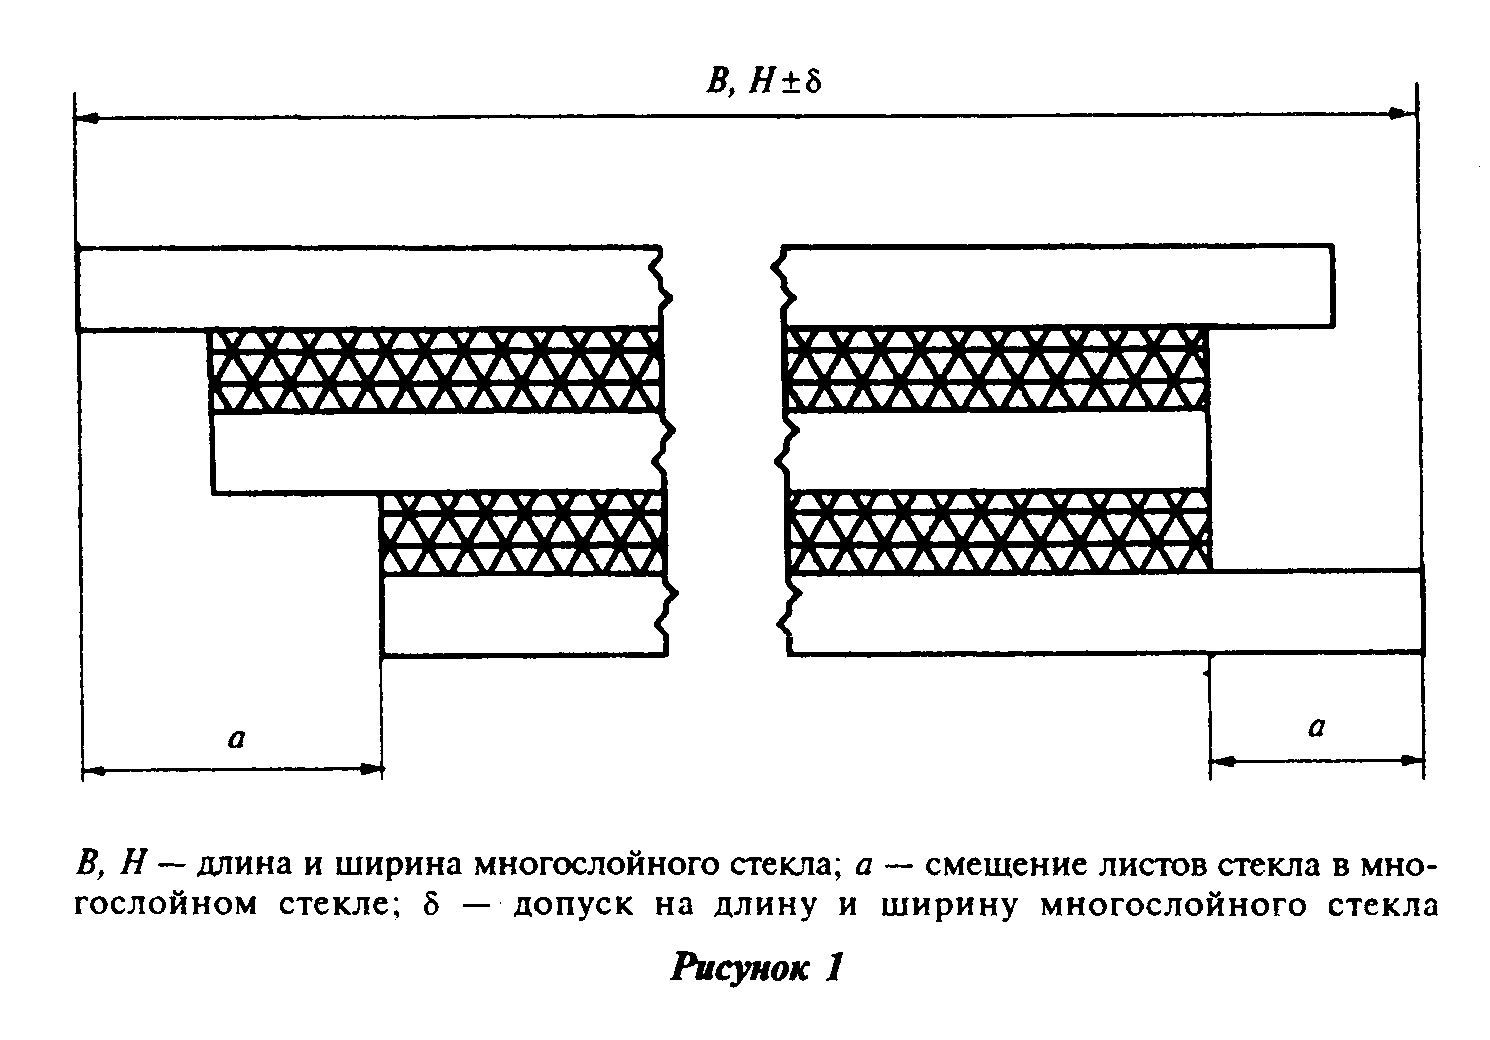 B, H ± δ
a
a
B, H — длина и ширина многослойного стекла; a — смещение листов стекла в мно-
гослойном стекле; δ — допуск на длину и ширину многослойного стекла
Рисунок 1